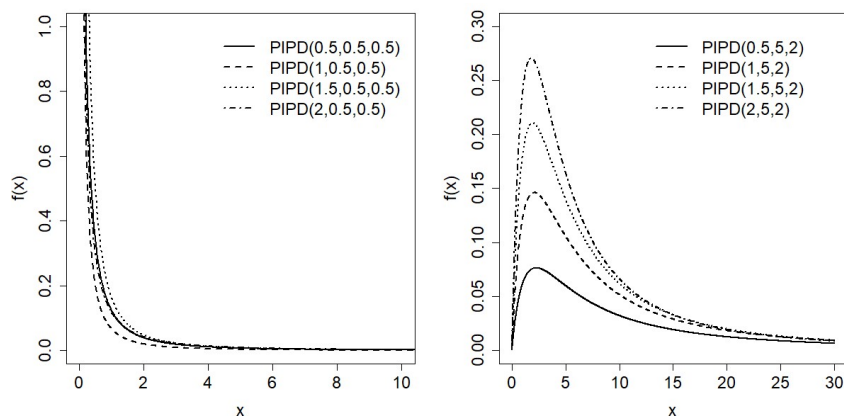 PIPD(0.5,0.5,0.5)
PIPD(1,0.5,0.5)
PIPD(1.5,0.5,0.5)
PIPD(2,0.5,0.5)
f(x)
1.0
0.8
0.6
0.4
0.2
0.0
0 2 4 6 8 10
x
PIPD(0.5,5,2)
PIPD(1,5,2)
PIPD(1.5,5,2)
PIPD(2,5,2)
f(x)
0.30
0.25
0.20
0.15
0.10
0.05
0.00
0 5 10 15 20 25 30
x